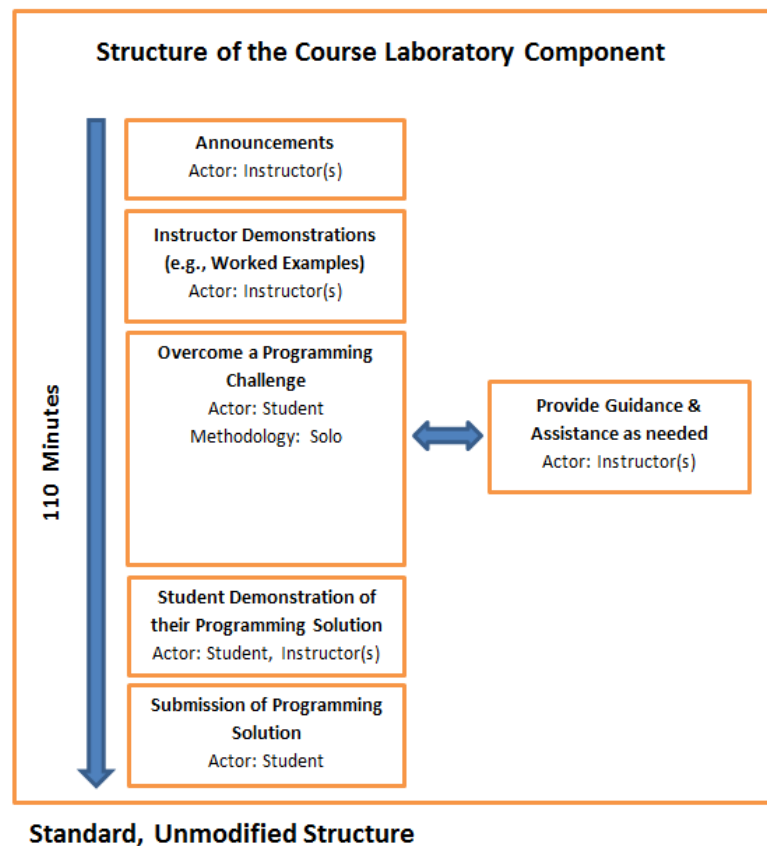 Structure of the Course Laboratory Component
110 Minutes
Announcements
Actor: Instructor(s)
Instructor Demonstrations
(e.g., Worked Examples)
Actor: Instructor(s)
Overcome a Programming
Challenge
Actor: Student
Methodology: Solo
Provide Guidance &
Assistance as needed
Actor: Instructor(s)
Student Demonstration of
their Programming Solution
Actor: Student, Instructor(s)
Submission of Programming
Solution
Actor: Student
Standard, Unmodified Structure